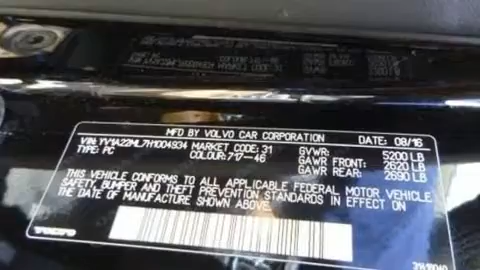 MFD BY VOLVO CAR CORPORATION DATE: 08/16
VIN: YV1A22ML7H1004934 MARKET CODE: 31 GVWR: 5200 LB
TYPE: PC COLOUR: 717-46 GAWR FRONT: 2620 LB
GAWR REAR: 2690 LB
THIS VEHICLE CONFORMS TO ALL APPLICABLE FEDERAL MOTOR VEHICLE
SAFETY, BUMPER AND THEFT PREVENTION STANDARDS IN EFFECT ON
THE DATE OF MANUFACTURE SHOWN ABOVE.
VOLVO